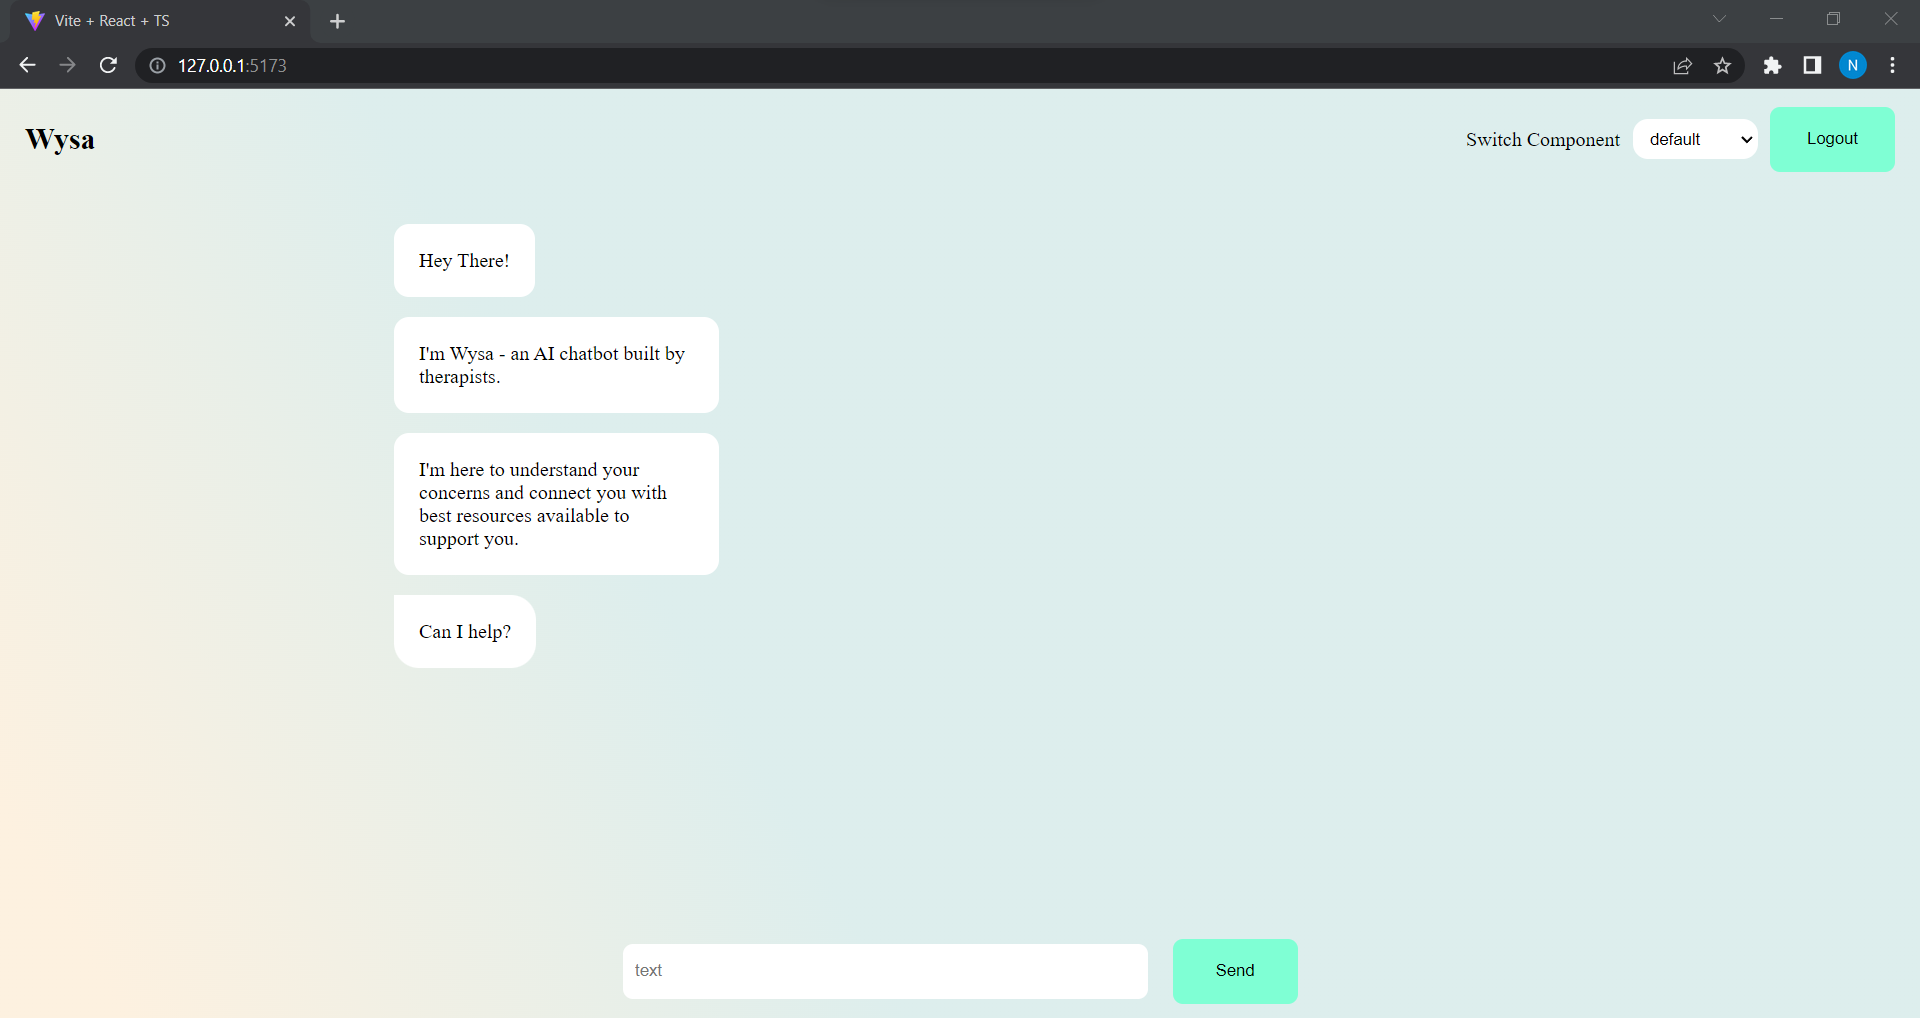 Vite + React + TS
127.0.0.1:5173
N
Wysa
Switch Component
default
Logout
Hey There!
I'm Wysa - an AI chatbot built by
therapists.
I'm here to understand your
concerns and connect you with
best resources available to
support you.
Can I help?
text
Send